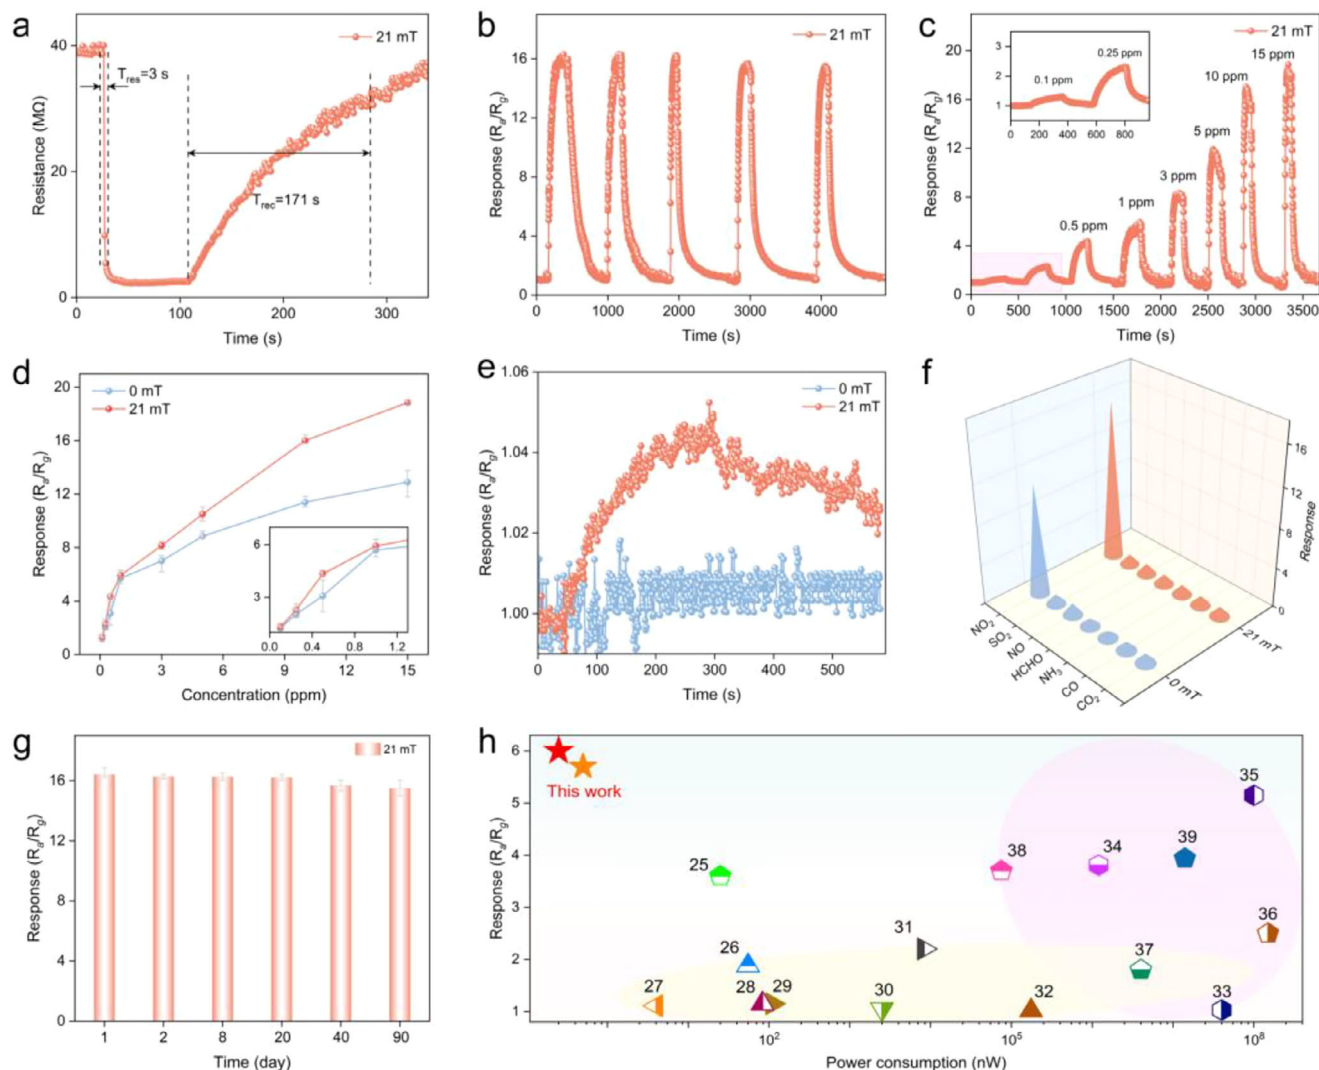 a
21 mT
T_res=3 s
T_rec=171 s
40
20
0
0 100 200 300
Resistance (MΩ)
Time (s)
b
21 mT
16
12
8
4
0
0 1000 2000 3000 4000
Response (R_a/R_g)
Time (s)
c
21 mT
20
16
12
8
4
0
3
2
1
0 200 400 600 800
0.1 ppm
0.25 ppm
0.5 ppm
1 ppm
3 ppm
5 ppm
10 ppm
15 ppm
0 500 1000 1500 2000 2500 3000 3500
Response (R_a/R_g)
Time (s)
d
0 mT
21 mT
20
16
12
8
4
0
6
3
0.0 0.4 0.8 1.2
0 3 6 9 12 15
Response (R_a/R_g)
Concentration (ppm)
e
0 mT
21 mT
1.06
1.04
1.02
1.00
0 100 200 300 400 500
Response (R_a/R_g)
Time (s)
f
16
12
8
4
0
Response
NO₂
SO₂
NO
HCHO
NH₃
CO
CO₂
0 mT
21 mT
g
21 mT
16
12
8
4
0
1 2 8 20 40 90
Response (R_a/R_g)
Time (day)
h
This work
6
5
4
3
2
1
25
26
27
28
29
30
31
32
33
34
35
36
37
38
39
10² 10⁵ 10⁸
Response (R_a/R_g)
Power consumption (nW)